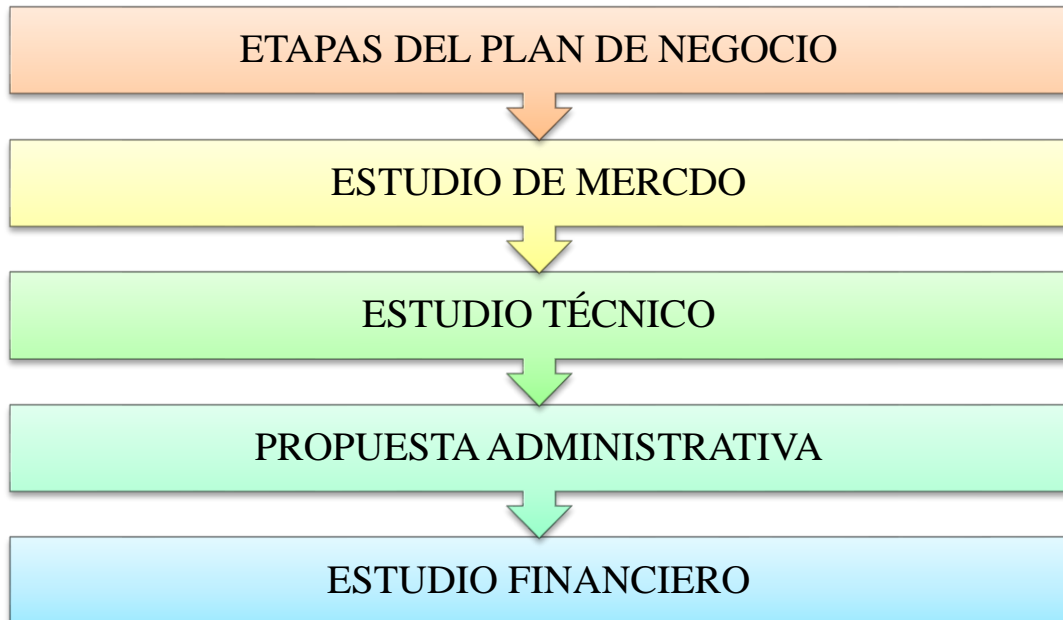 ETAPAS DEL PLAN DE NEGOCIO
ESTUDIO DE MERCDO
ESTUDIO TÉCNICO
PROPUESTA ADMINISTRATIVA
ESTUDIO FINANCIERO